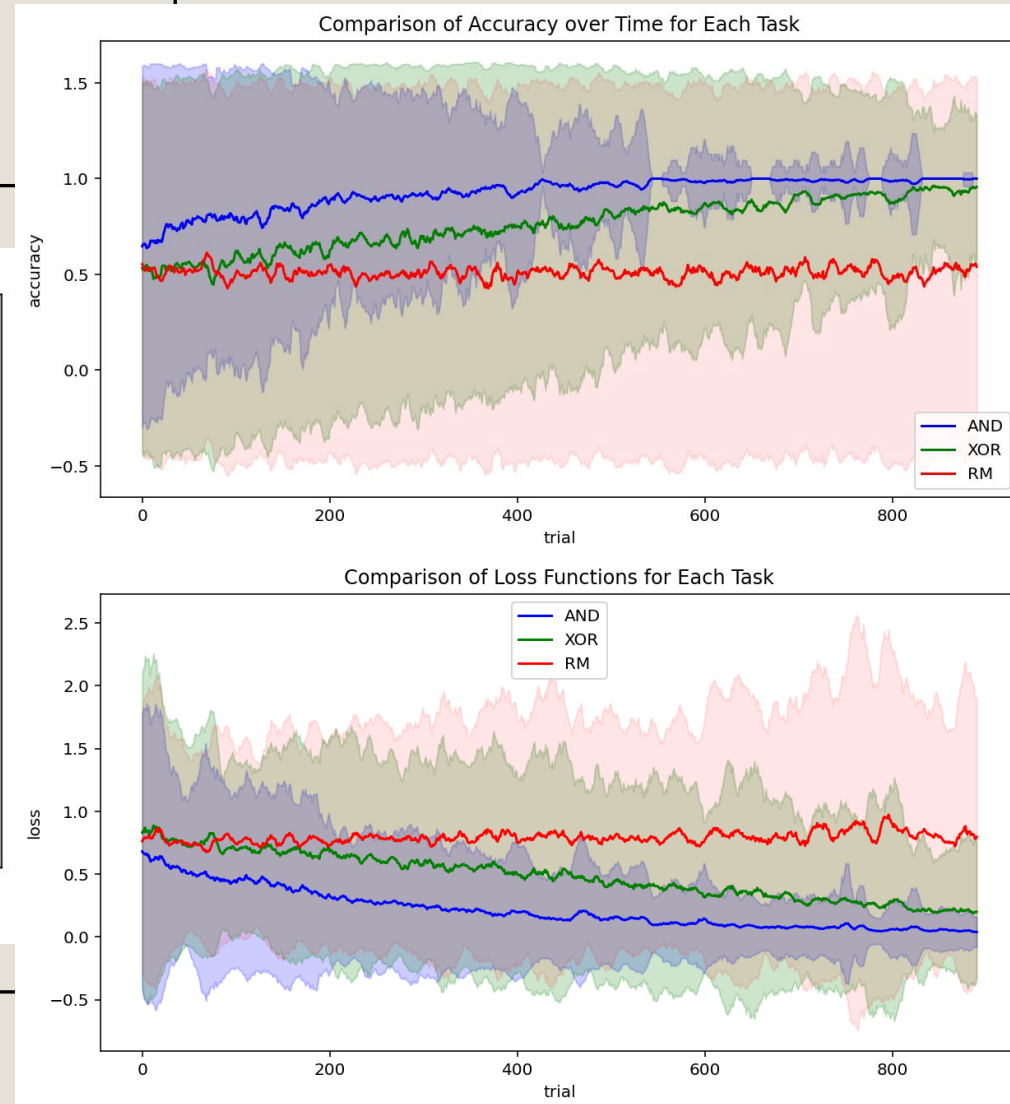 Comparison of Accuracy over Time for Each Task
1.5
1.0
0.5
0.0
−0.5
accuracy
AND
XOR
RM
0
200
400
600
800
trial
Comparison of Loss Functions for Each Task
2.5
2.0
1.5
1.0
0.5
0.0
−0.5
loss
AND
XOR
RM
0
200
400
600
800
trial